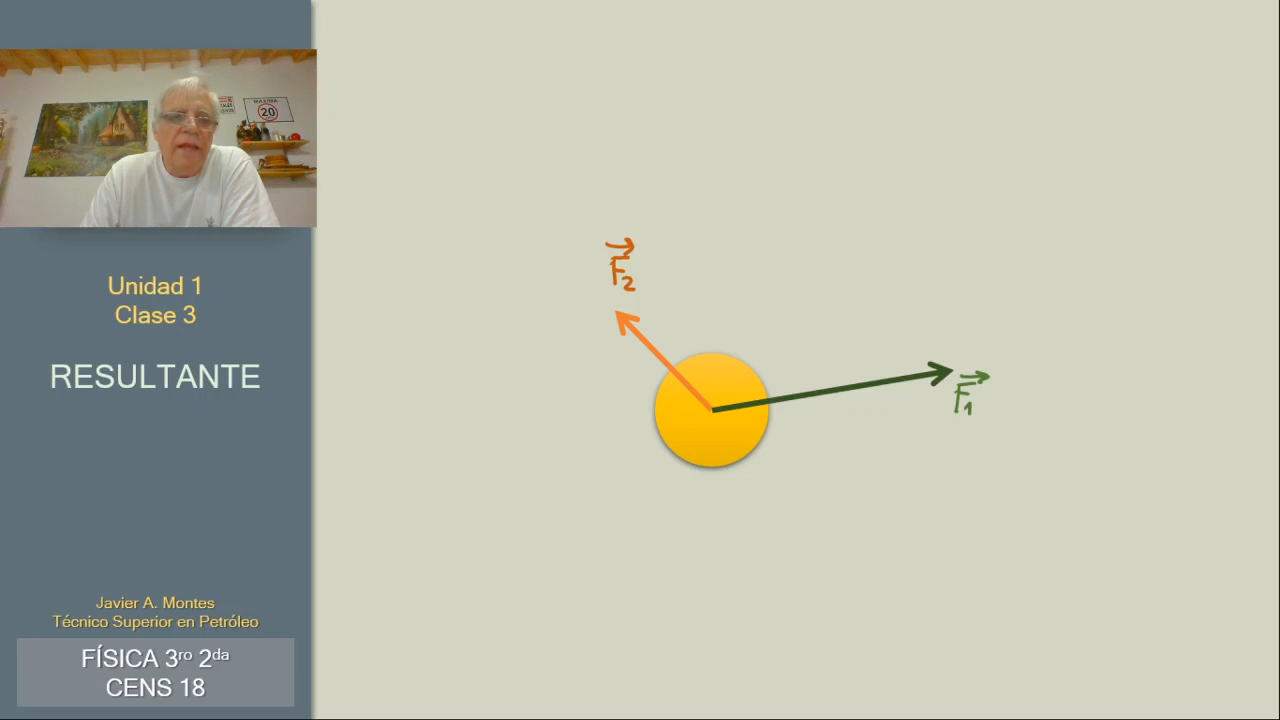 MAXIMA
20
Unidad 1
Clase 3
RESULTANTE
Javier A. Montes
Técnico Superior en Petróleo
FÍSICA 3ro 2da
CENS 18
F2
F1